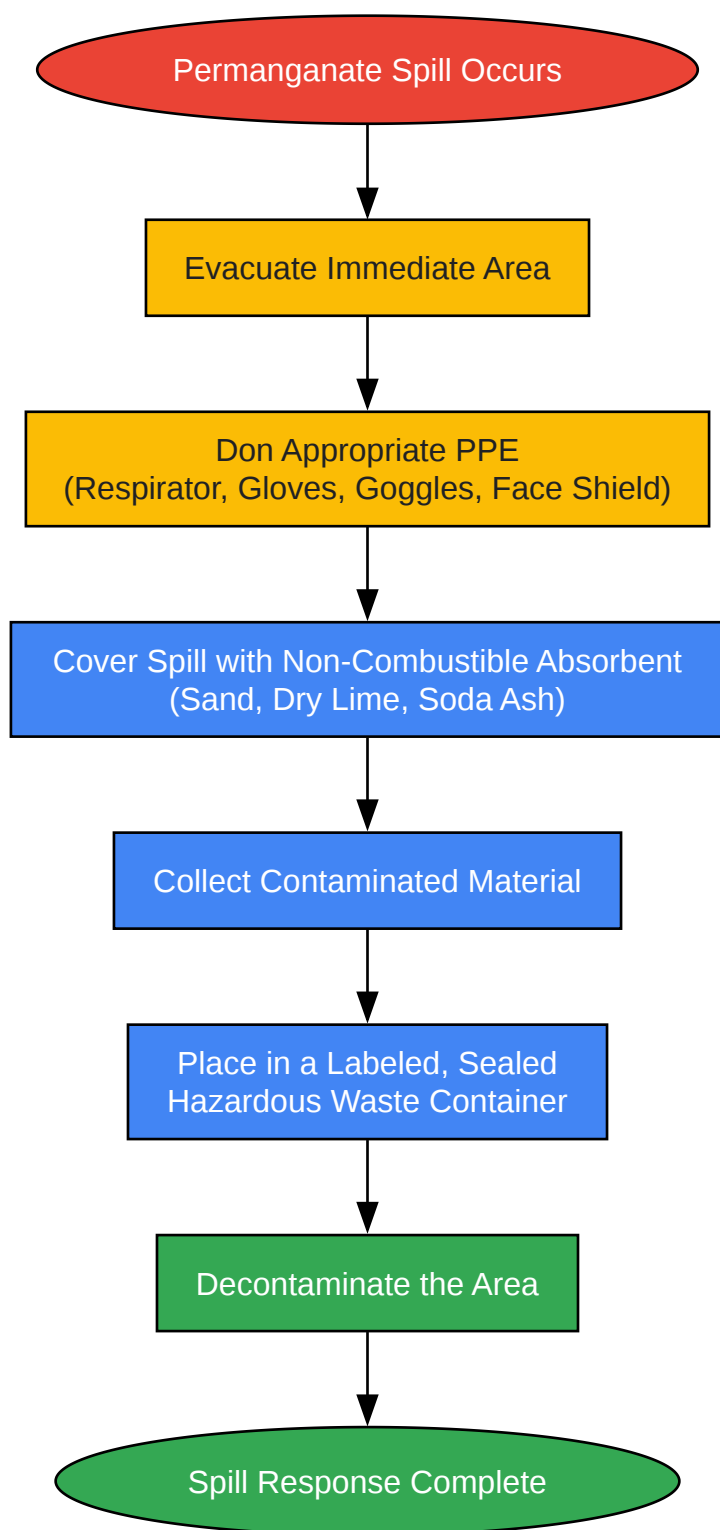 Permanganate Spill Occurs
Evacuate Immediate Area
Don Appropriate PPE
(Respirator, Gloves, Goggles, Face Shield)
Cover Spill with Non-Combustible Absorbent
(Sand, Dry Lime, Soda Ash)
Collect Contaminated Material
Place in a Labeled, Sealed
Hazardous Waste Container
Decontaminate the Area
Spill Response Complete